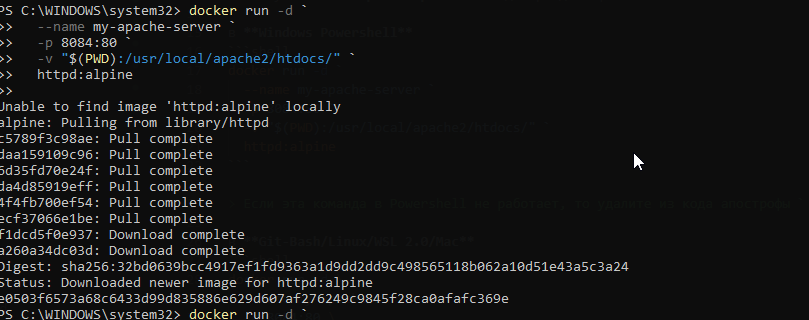 PS C:\WINDOWS\system32> docker run -d `
>>   --name my-apache-server `
>>   -p 8084:80 `
>>   -v "$(PWD):/usr/local/apache2/htdocs/" `
>>   httpd:alpine
>>
Unable to find image 'httpd:alpine' locally
alpine: Pulling from library/httpd
c5789f3c98ae: Pull complete
daa159109c96: Pull complete
6d35fd70e24f: Pull complete
da4d85919eff: Pull complete
4f4fb700ef54: Pull complete
ecf37066e1be: Pull complete
f1dcd5f0e937: Download complete
a260a34dc03d: Download complete
Digest: sha256:32bd0639bcc4917ef1fd9363a1d9dd2dd9c498565118b062a10d51e43a5c3a24
Status: Downloaded newer image for httpd:alpine
e0503f6573a68c6433d99d835886e629d607af276249c9845f28ca0afafc369e
PS C:\WINDOWS\system32> docker run -d `